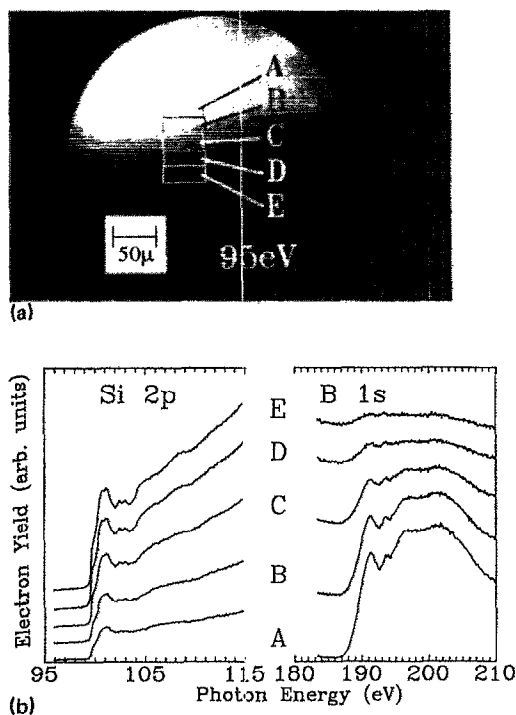 A
B
C
D
E
50μ
95eV
(a)
Si 2p
B 1s
E
D
C
B
A
Electron Yield (arb. units)
95 105 115 180 190 200 210
Photon Energy (eV)
(b)